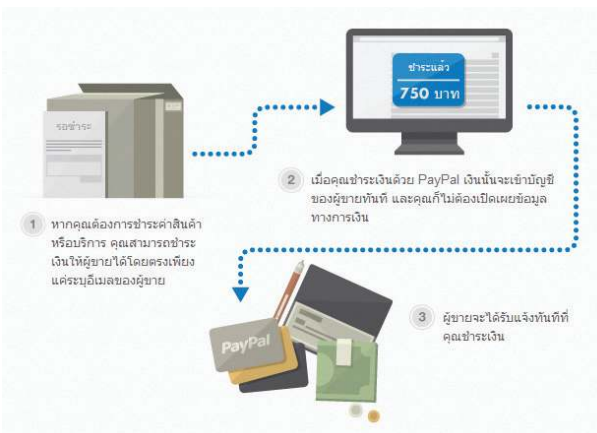 รอชำระ
ชำระแล้ว
750 บาท
1
หากคุณต้องการชำระค่าสินค้า
หรือบริการ คุณสามารถชำระ
เงินให้ผู้ขายได้โดยตรงเพียง
แค่ระบุอีเมลของผู้ขาย
2
เมื่อคุณชำระเงินด้วย PayPal เงินนั้นจะเข้าบัญชี
ของผู้ขายทันที และคุณก็ไม่ต้องเปิดเผยข้อมูล
ทางการเงิน
PayPal
3
ผู้ขายจะได้รับแจ้งทันทีที่
คุณชำระเงิน